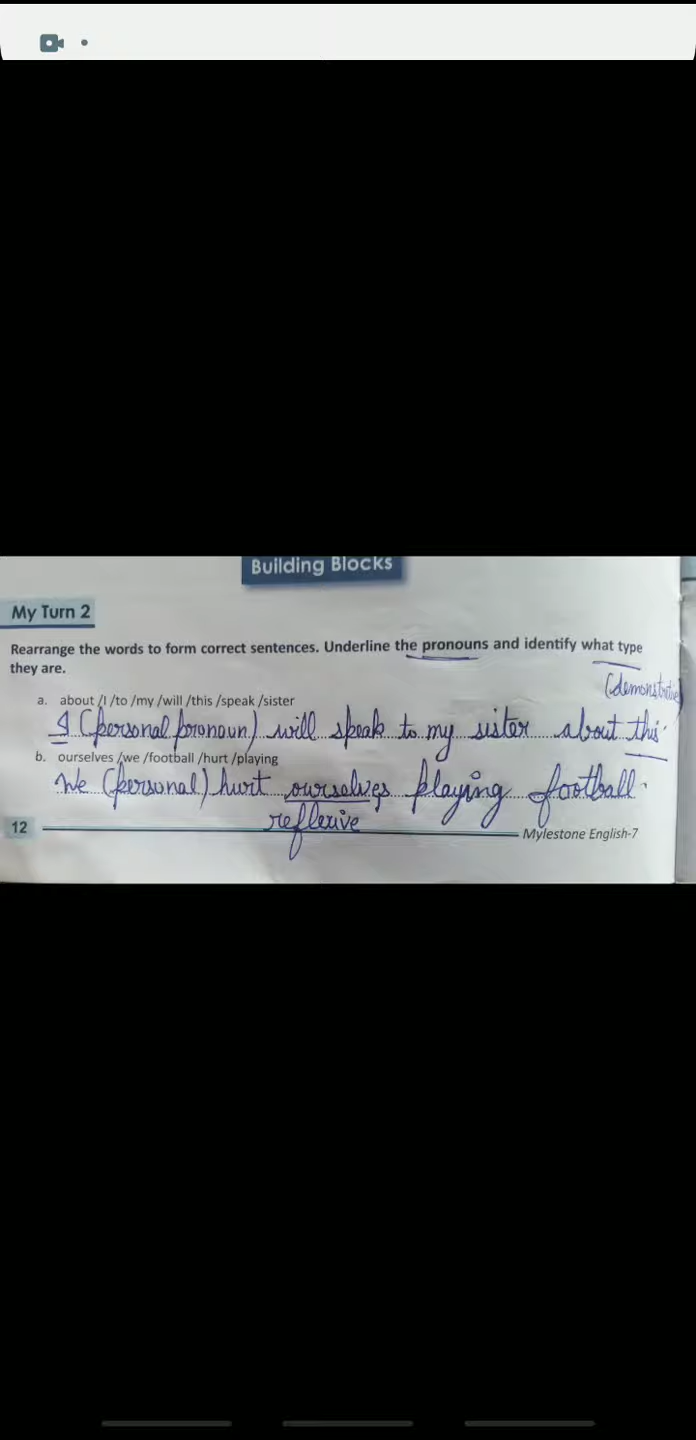 Building Blocks
My Turn 2
Rearrange the words to form correct sentences. Underline the pronouns and identify what type
they are.
(demonstrative)
a. about /I /to /my /will /this /speak /sister
I (personal pronoun) will speak to my sister about this.
b. ourselves /we /football /hurt /playing
We (personal) hurt ourselves playing football.
reflexive
12
Mylestone English-7